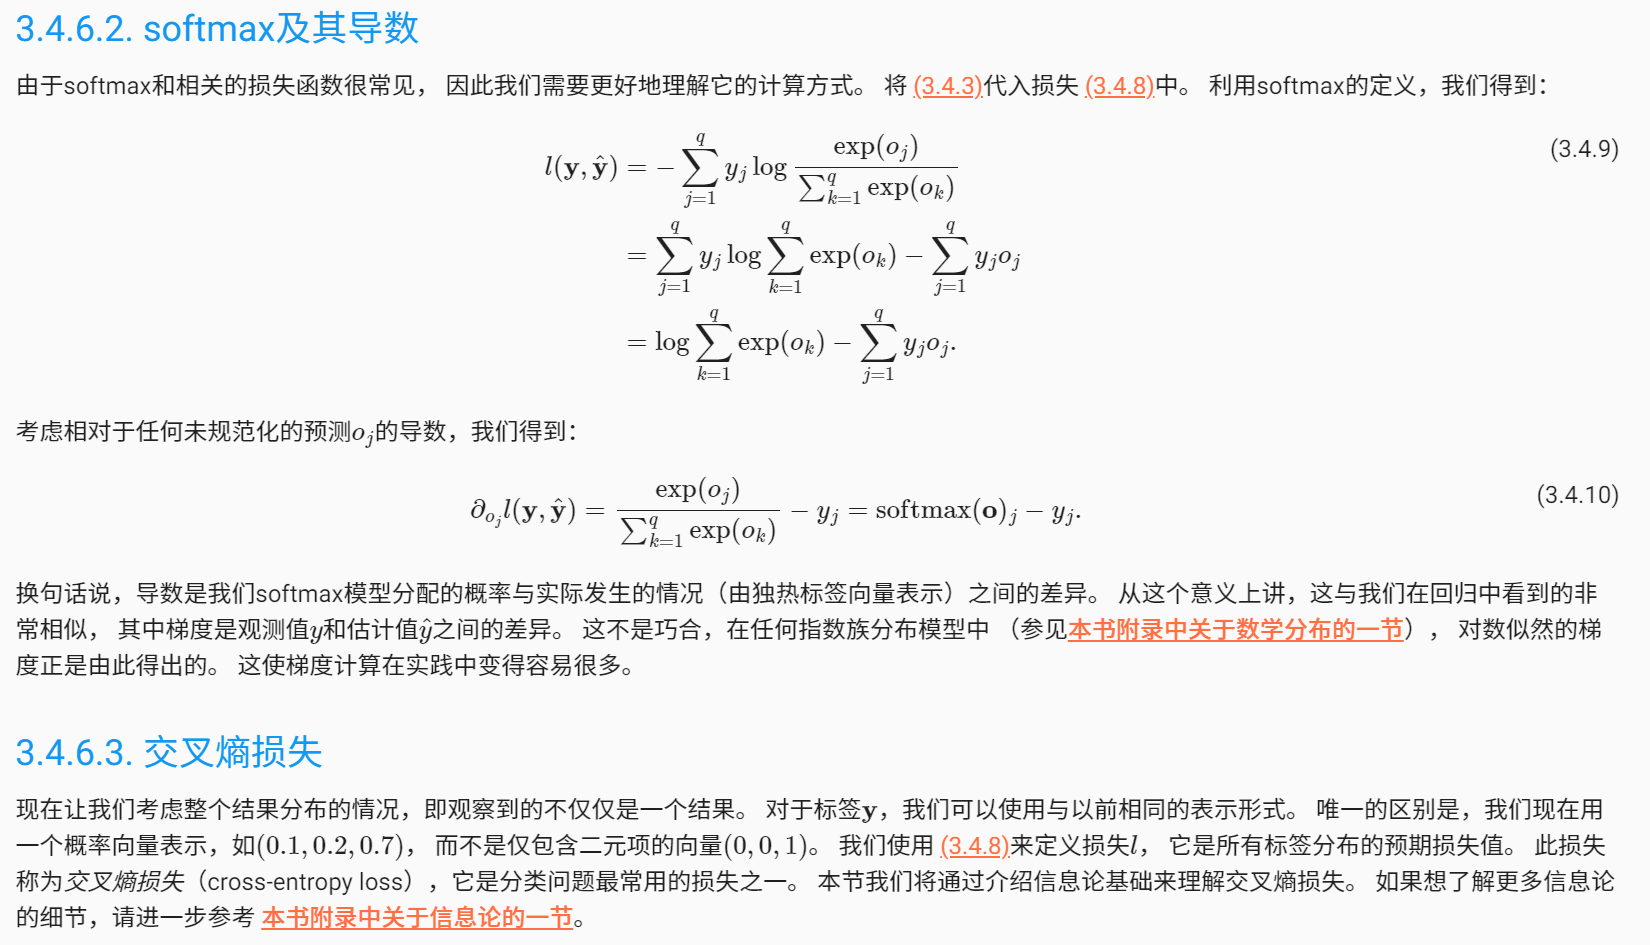 3.4.6.2. softmax及其导数
由于softmax和相关的损失函数很常见， 因此我们需要更好地理解它的计算方式。 将 (3.4.3)代入损失 (3.4.8)中。 利用softmax的定义，我们得到：
l(𝐲, 𝐲̂) = − ∑_{j=1}^{q} y_j log \frac{exp(o_j)}{∑_{k=1}^{q} exp(o_k)} (3.4.9)
= ∑_{j=1}^{q} y_j log ∑_{k=1}^{q} exp(o_k) − ∑_{j=1}^{q} y_j o_j
= log ∑_{k=1}^{q} exp(o_k) − ∑_{j=1}^{q} y_j o_j.
考虑相对于任何未规范化的预测o_j的导数，我们得到：
∂_{o_j} l(𝐲, 𝐲̂) = \frac{exp(o_j)}{∑_{k=1}^{q} exp(o_k)} − y_j = softmax(𝐨)_j − y_j. (3.4.10)
换句话说，导数是我们softmax模型分配的概率与实际发生的情况（由独热标签向量表示）之间的差异。 从这个意义上讲，这与我们在回归中看到的非
常相似， 其中梯度是观测值y和估计值ŷ之间的差异。 这不是巧合，在任何指数族分布模型中 （参见本书附录中关于数学分布的一节）， 对数似然的梯
度正是由此得出的。 这使梯度计算在实践中变得容易很多。
3.4.6.3. 交叉熵损失
现在让我们考虑整个结果分布的情况，即观察到的不仅仅是一个结果。 对于标签𝐲，我们可以使用与以前相同的表示形式。 唯一的区别是，我们现在用
一个概率向量表示，如(0.1, 0.2, 0.7)， 而不是仅包含二元项的向量(0, 0, 1)。 我们使用 (3.4.8)来定义损失l， 它是所有标签分布的预期损失值。 此损失
称为交叉熵损失（cross-entropy loss），它是分类问题最常用的损失之一。 本节我们将通过介绍信息论基础来理解交叉熵损失。 如果想了解更多信息论
的细节，请进一步参考 本书附录中关于信息论的一节。